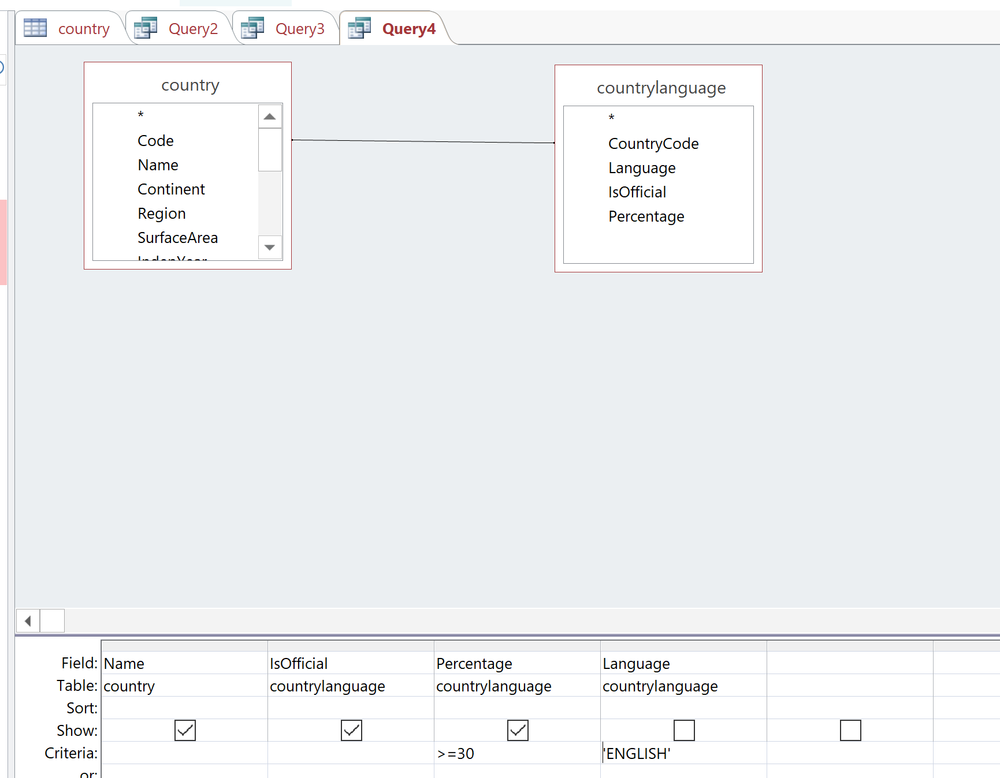 country Query2 Query3 Query4
country
*
Code
Name
Continent
Region
SurfaceArea
IndepYear
countrylanguage
*
CountryCode
Language
IsOfficial
Percentage
Field: Name IsOfficial Percentage Language
Table: country countrylanguage countrylanguage countrylanguage
Sort:
Show:
Criteria: >=30 'ENGLISH'
or: